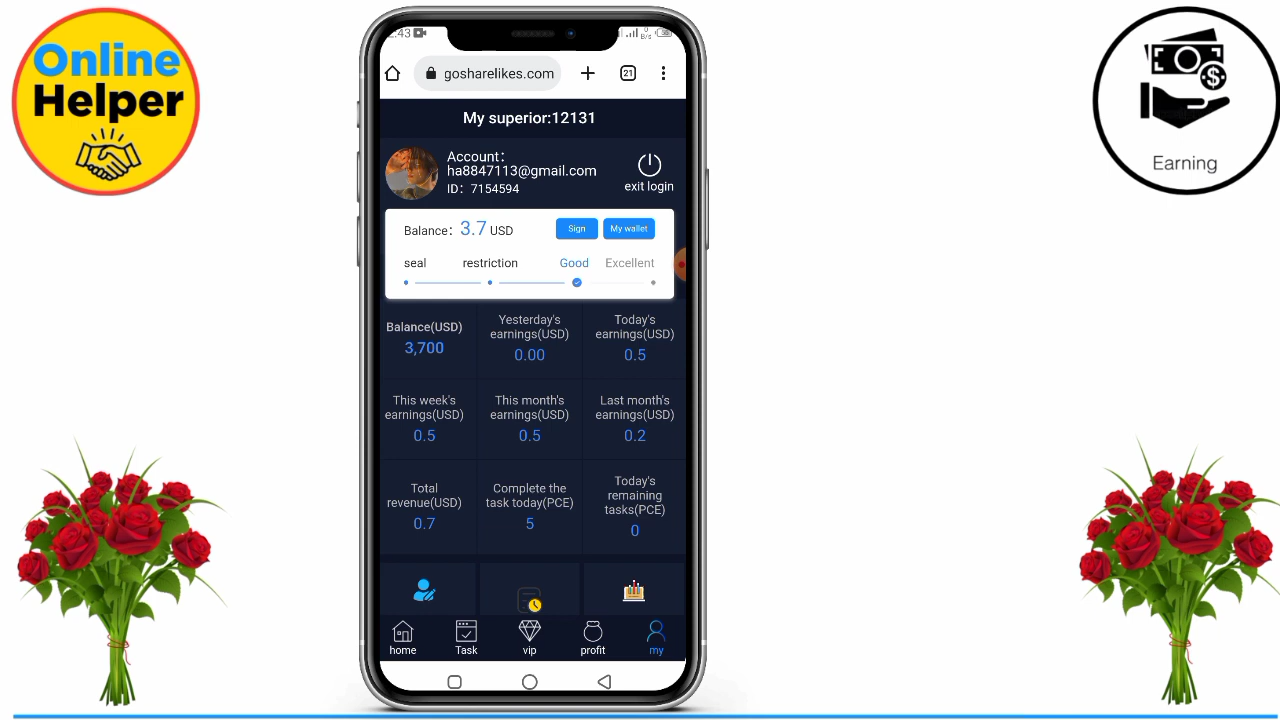 Online
Helper
Earning
:43
B/s
gosharelikes.com
21
My superior:12131
Account:
ha8847113@gmail.com
ID: 7154594
exit login
Balance: 3.7 USD
Sign
My wallet
seal restriction Good Excellent
Balance(USD)
3,700
Yesterday's
earnings(USD)
0.00
Today's
earnings(USD)
0.5
This week's
earnings(USD)
0.5
This month's
earnings(USD)
0.5
Last month's
earnings(USD)
0.2
Total
revenue(USD)
0.7
Complete the
task today(PCE)
5
Today's
remaining
tasks(PCE)
0
home Task vip profit my